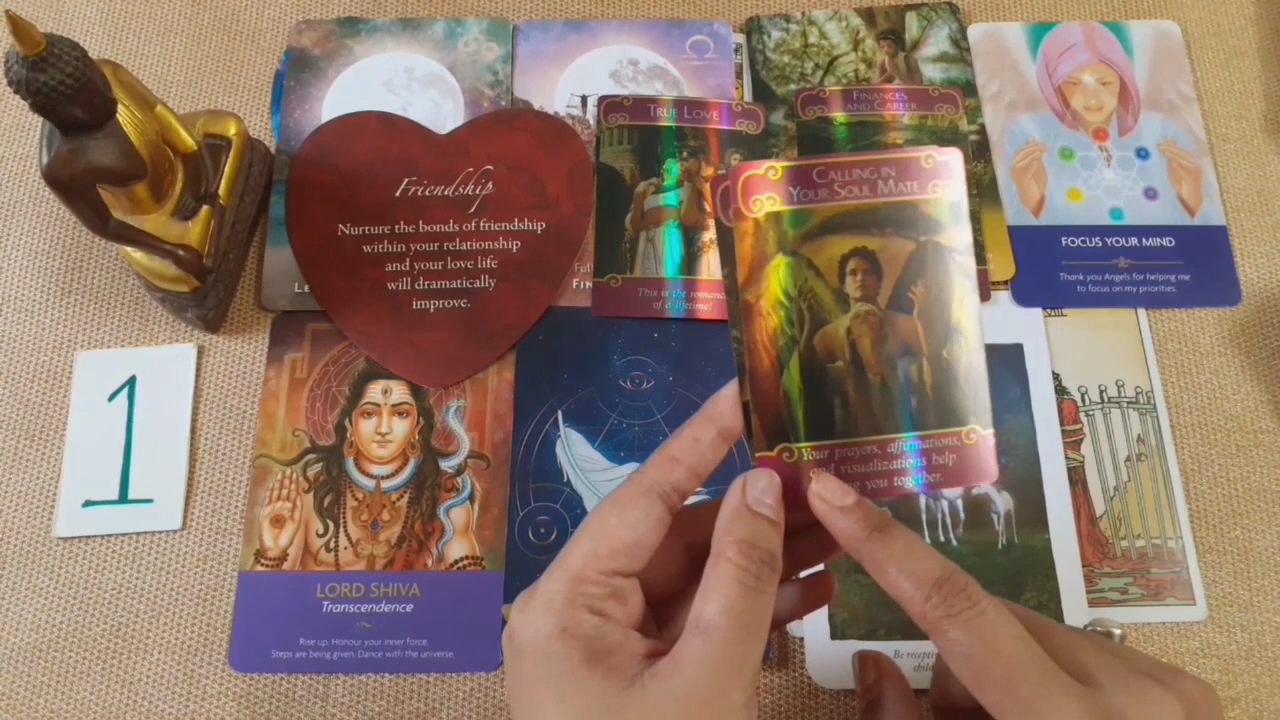 Friendship
Nurture the bonds of friendship
within your relationship
and your love life
will dramatically
improve.
TRUE LOVE
This is the romance
of a lifetime!
FINANCES
AND CAREER
CALLING IN
YOUR SOUL MATE
Your prayers, affirmations,
and visualizations help
you together.
FOCUS YOUR MIND
Thank you Angels for helping me
to focus on my priorities.
1
LORD SHIVA
Transcendence
Rise up. Honour your inner force.
Steps are being given. Dance with the universe.
Be